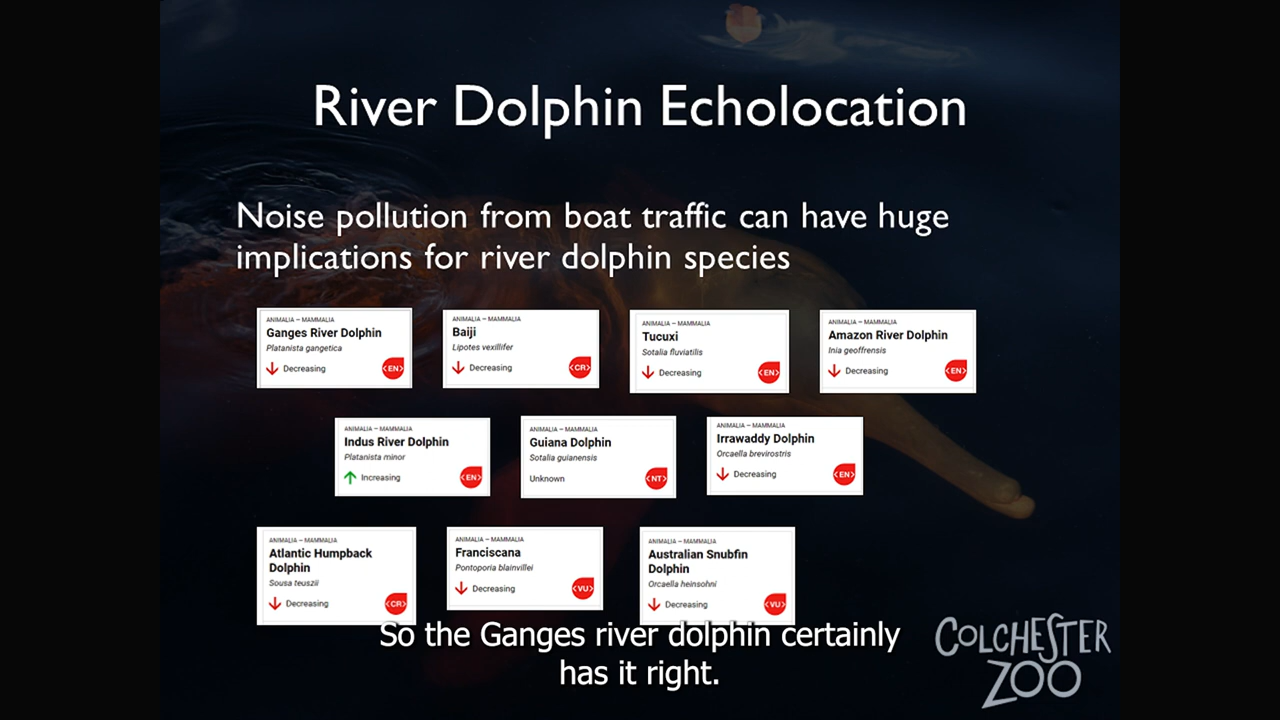 River Dolphin Echolocation
Noise pollution from boat traffic can have huge
implications for river dolphin species
ANIMALIA — MAMMALIA
Ganges River Dolphin
Platanista gangetica
Decreasing
<EN>
ANIMALIA — MAMMALIA
Baiji
Lipotes vexillifer
Decreasing
<CR>
ANIMALIA — MAMMALIA
Tucuxi
Sotalia fluviatilis
Decreasing
<EN>
ANIMALIA — MAMMALIA
Amazon River Dolphin
Inia geoffrensis
Decreasing
<EN>
ANIMALIA — MAMMALIA
Indus River Dolphin
Platanista minor
Increasing
<EN>
ANIMALIA — MAMMALIA
Guiana Dolphin
Sotalia guianensis
Unknown
<NT>
ANIMALIA — MAMMALIA
Irrawaddy Dolphin
Orcaella brevirostris
Decreasing
<EN>
ANIMALIA — MAMMALIA
Atlantic Humpback
Dolphin
Sousa teuszii
Decreasing
<CR>
ANIMALIA — MAMMALIA
Franciscana
Pontoporia blainvillei
Decreasing
<VU>
ANIMALIA — MAMMALIA
Australian Snubfin
Dolphin
Orcaella heinsohni
Decreasing
<VU>
So the Ganges river dolphin certainly
has it right.
COLCHESTER
ZOO